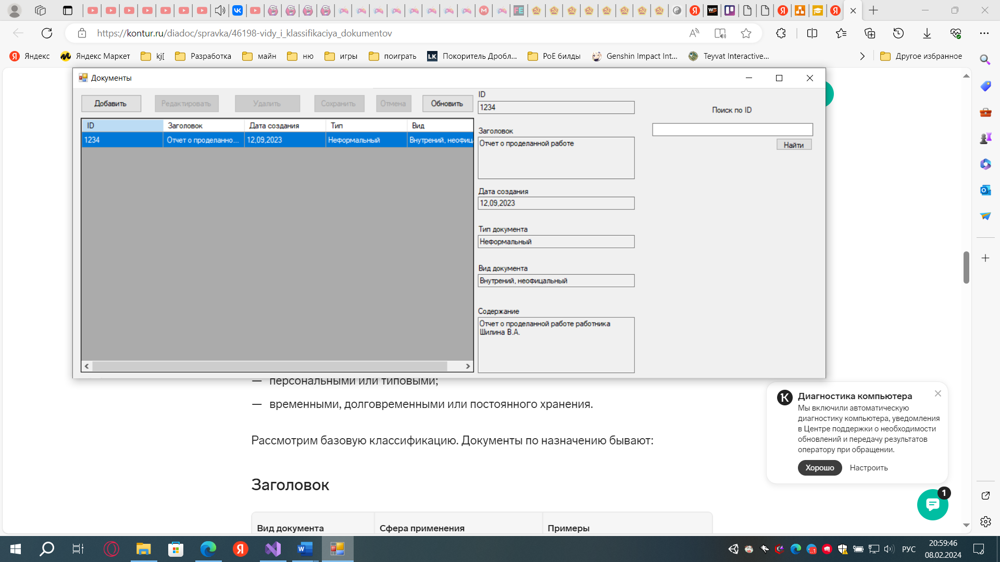 https://kontur.ru/diadoc/spravka/46198-vidy_i_klassifikaciya_dokumentov
Яндекс
Яндекс Маркет
kj[
Разработка
майн
ню
игры
поиграть
LK
Покоритель Дробл...
PoE билды
Genshin Impact Int...
Teyvat Interactive...
Другое избранное
Документы
Добавить
Редактировать
Удалить
Сохранить
Отмена
Обновить
ID
Заголовок
Дата создания
Тип
Вид
1234
Отчет о проделанно...
12,09,2023
Неформальный
Внутрений, неофиц
ID
1234
Заголовок
Отчет о проделанной работе
Дата создания
12,09,2023
Тип документа
Неформальный
Вид документа
Внутрений, неофицальный
Содержание
Отчет о проделанной работе работника
Шилина В.А.
Поиск по ID
Найти
— персональными или типовыми;
— временными, долговременными или постоянного хранения.
Рассмотрим базовую классификацию. Документы по назначению бывают:
Заголовок
Вид документа
Сфера применения
Примеры
Диагностика компьютера
Мы включили автоматическую
диагностику компьютера, уведомления
в Центре поддержки о необходимости
обновлений и передачу результатов
оператору при обращении.
Хорошо
Настроить
1
РУС
20:59:46
08.02.2024